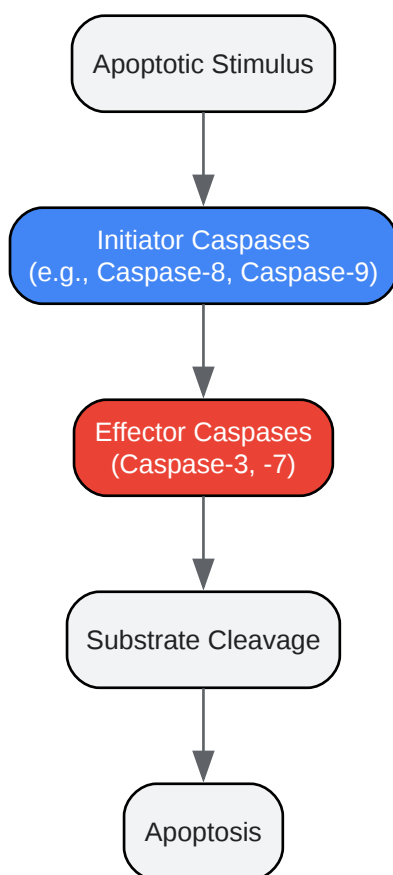 Apoptotic Stimulus
Initiator Caspases
(e.g., Caspase-8, Caspase-9)
Effector Caspases
(Caspase-3, -7)
Substrate Cleavage
Apoptosis